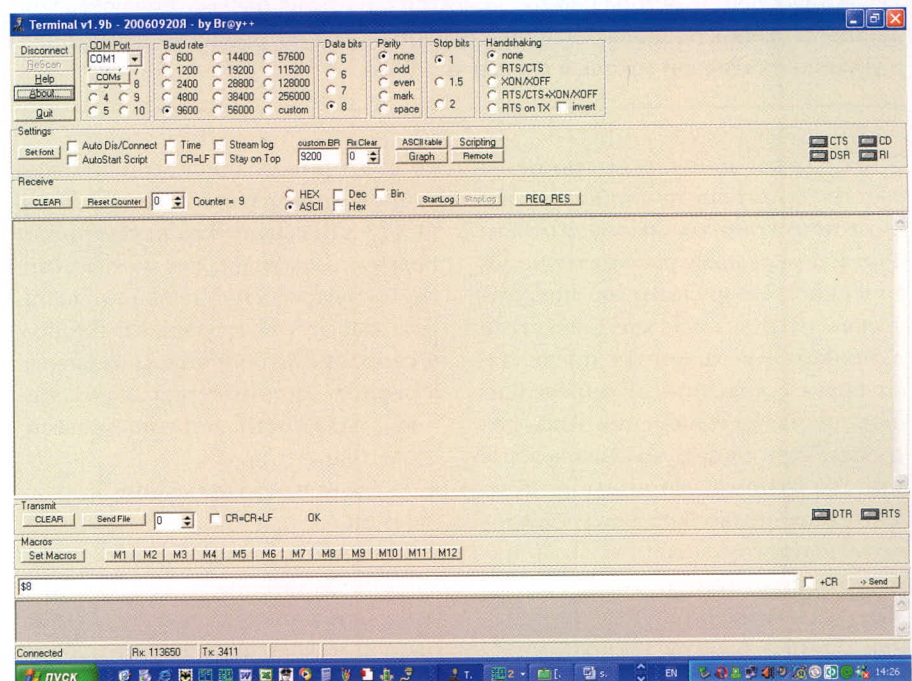 Terminal v1.9b - 20060920Я - by Br@y++
Disconnect
ReScan
Help
About..
Quit
COM Port
COM1
COMs
8
4 9
5 10
Baud rate
600 14400 57600
1200 19200 115200
2400 28800 128000
4800 38400 256000
9600 56000 custom
Data bits
5
6
7
8
Parity
none
odd
even
mark
space
Stop bits
1
1.5
2
Handshaking
none
RTS/CTS
XON/XOFF
RTS/CTS+XON/XOFF
RTS on TX invert
Settings
Set font
Auto Dis/Connect Time Stream log
AutoStart Script CR=LF Stay on Top
custom BR Rx Clear
9200 0
ASCII table Scripting
Graph Remote
CTS CD
DSR RI
Receive
CLEAR Reset Counter 0 Counter = 9
HEX Dec Bin
ASCII Hex
StartLog StopLog REQ_RES
Transmit
CLEAR Send File 0 CR=CR+LF OK
DTR RTS
Macros
Set Macros M1 M2 M3 M4 M5 M6 M7 M8 M9 M10 M11 M12
$8
+CR -> Send
Connected Rx: 113650 Tx: 3411
пуск T. 2 [. s. EN 14:26